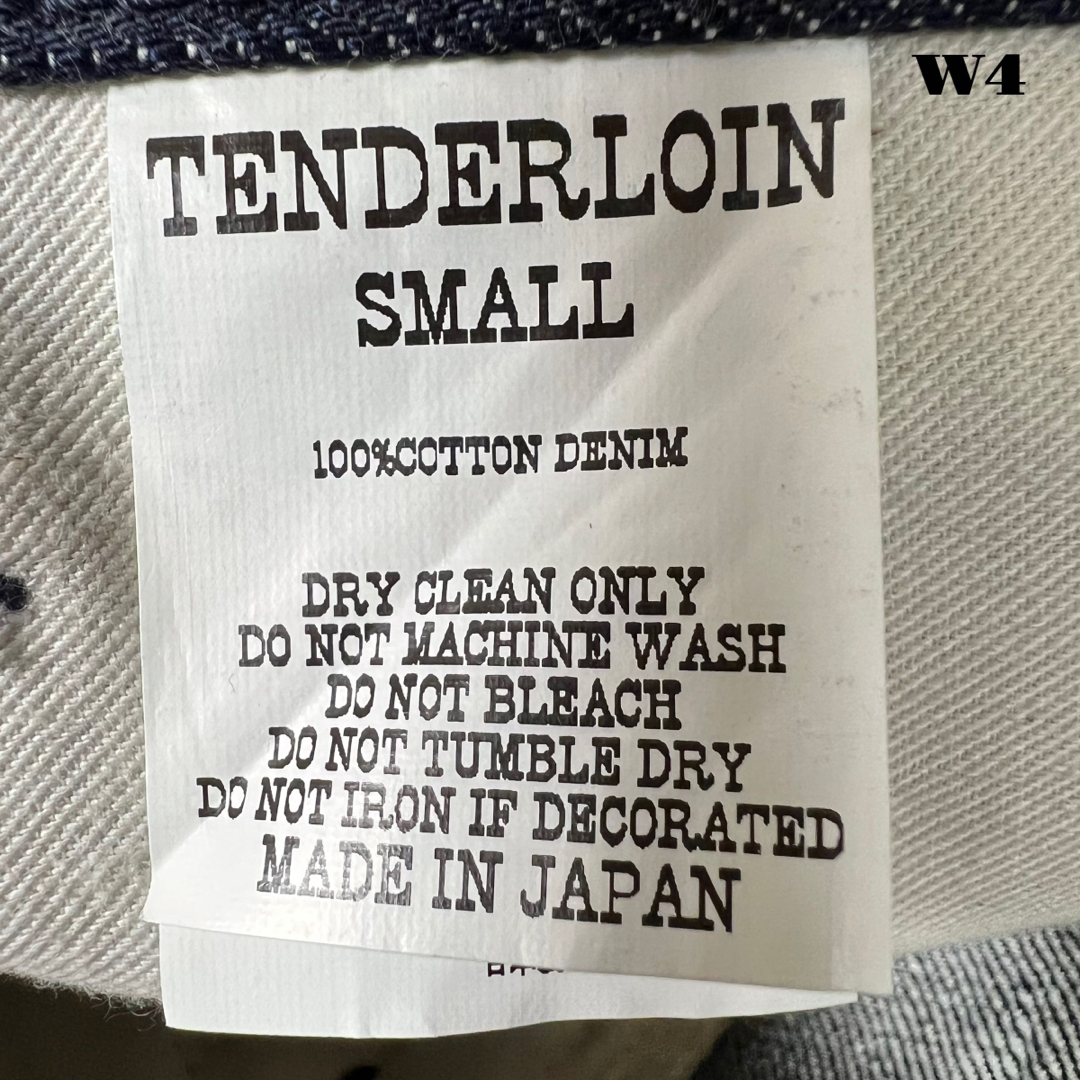 W4
TENDERLOIN
SMALL
100%COTTON DENIM
DRY CLEAN ONLY
DO NOT MACHINE WASH
DO NOT BLEACH
DO NOT TUMBLE DRY
DO NOT IRON IF DECORATED
MADE IN JAPAN